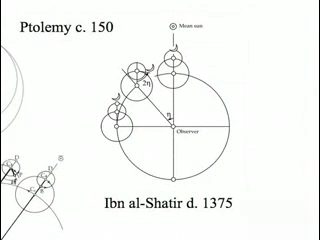 Ptolemy c. 150
Mean sun
2η
η
Observer
Ibn al-Shatir d. 1375